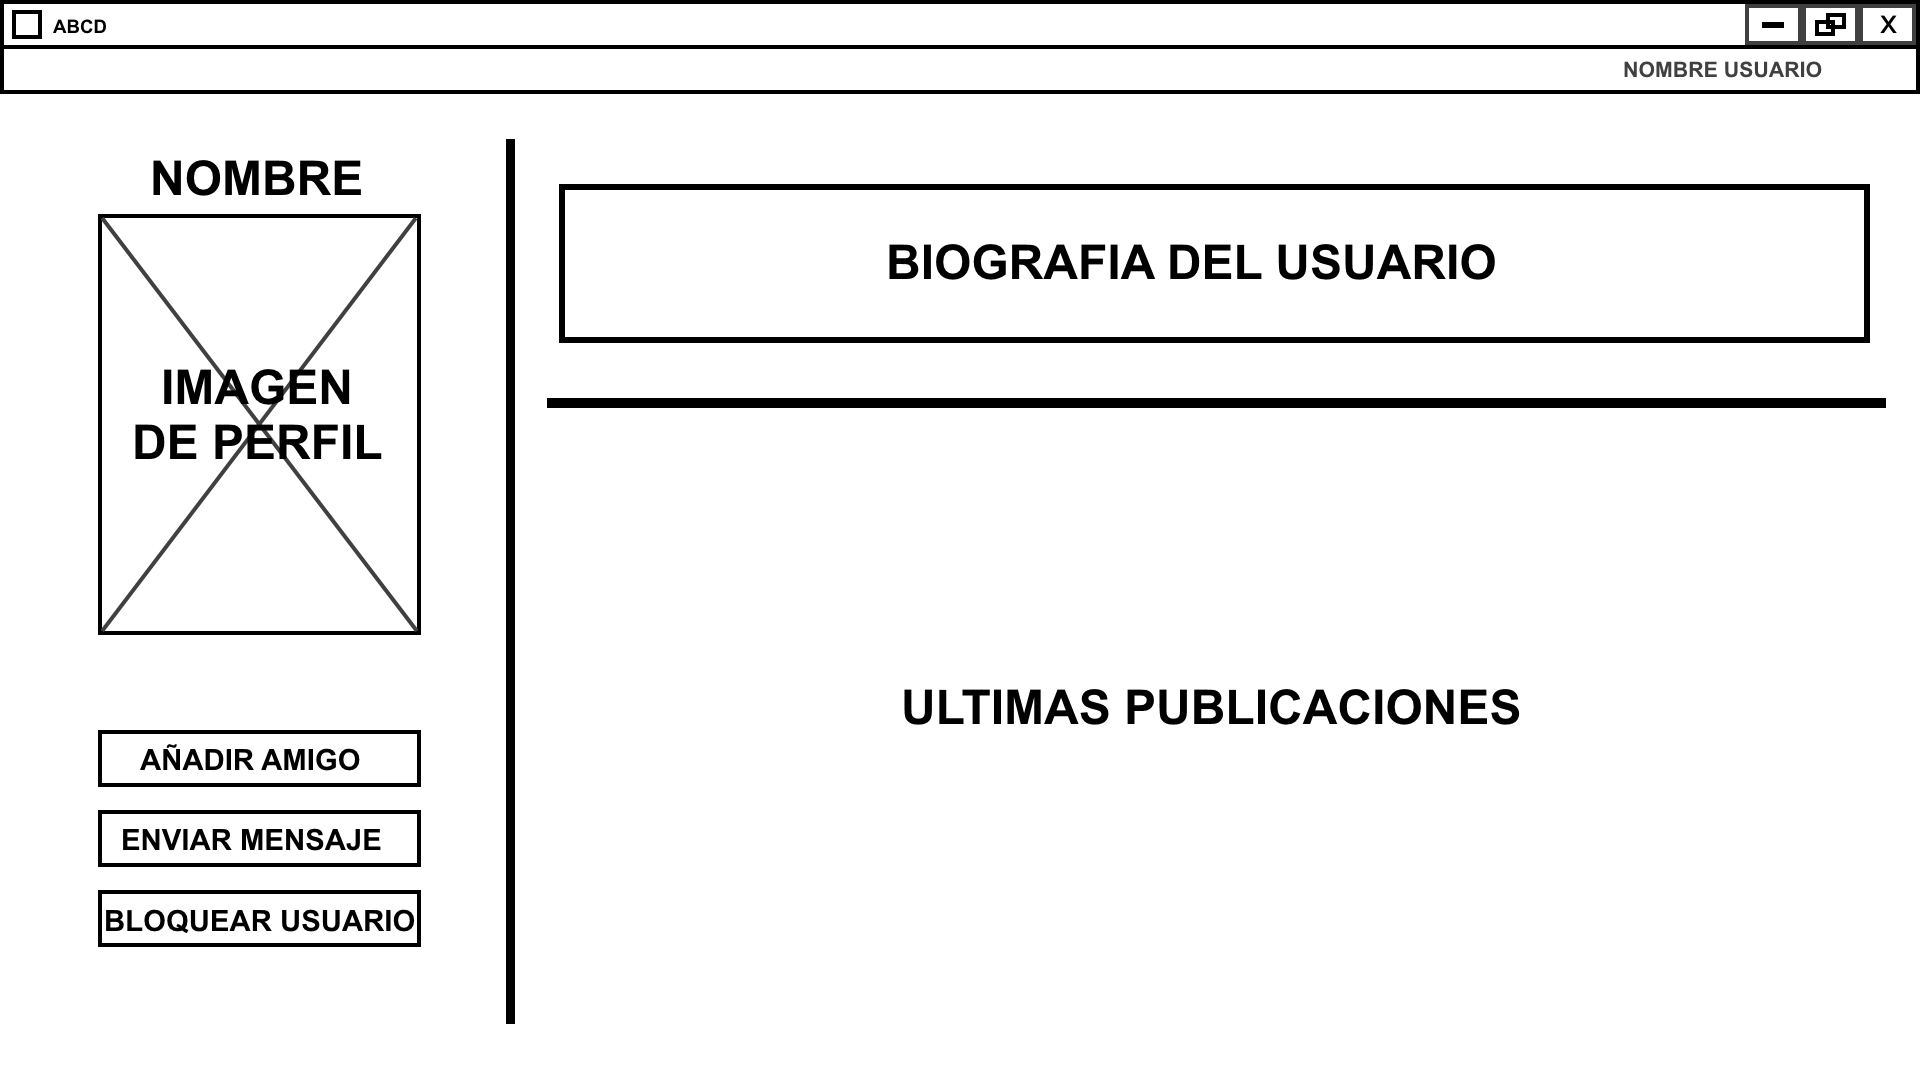 ABCD
X
NOMBRE USUARIO
NOMBRE
IMAGEN
DE PERFIL
AÑADIR AMIGO
ENVIAR MENSAJE
BLOQUEAR USUARIO
BIOGRAFIA DEL USUARIO
ULTIMAS PUBLICACIONES